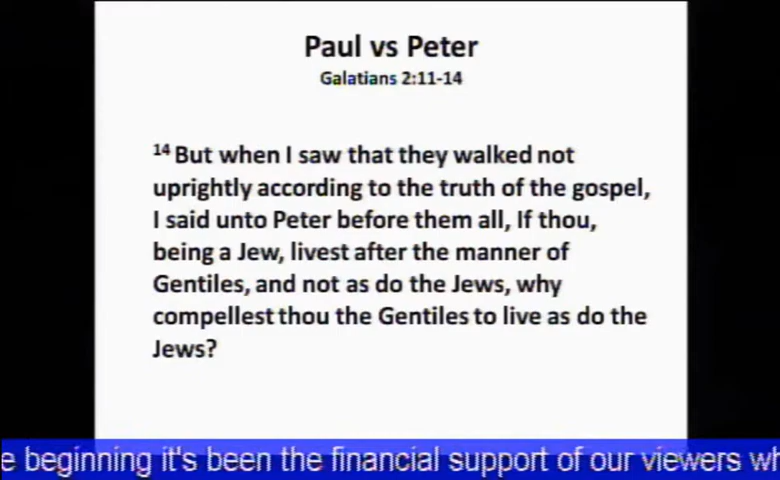 Paul vs Peter
Galatians 2:11-14
14 But when I saw that they walked not
uprightly according to the truth of the gospel,
I said unto Peter before them all, If thou,
being a Jew, livest after the manner of
Gentiles, and not as do the Jews, why
compellest thou the Gentiles to live as do the
Jews?
beginning it's been the financial support of our viewers